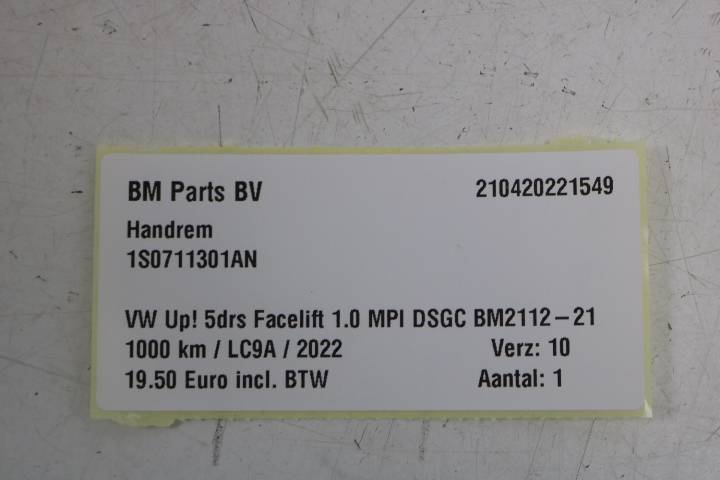 BM Parts BV 210420221549
Handrem
1S0711301AN
VW Up! 5drs Facelift 1.0 MPI DSGC BM2112-21
1000 km / LC9A / 2022 Verz: 10
19.50 Euro incl. BTW Aantal: 1